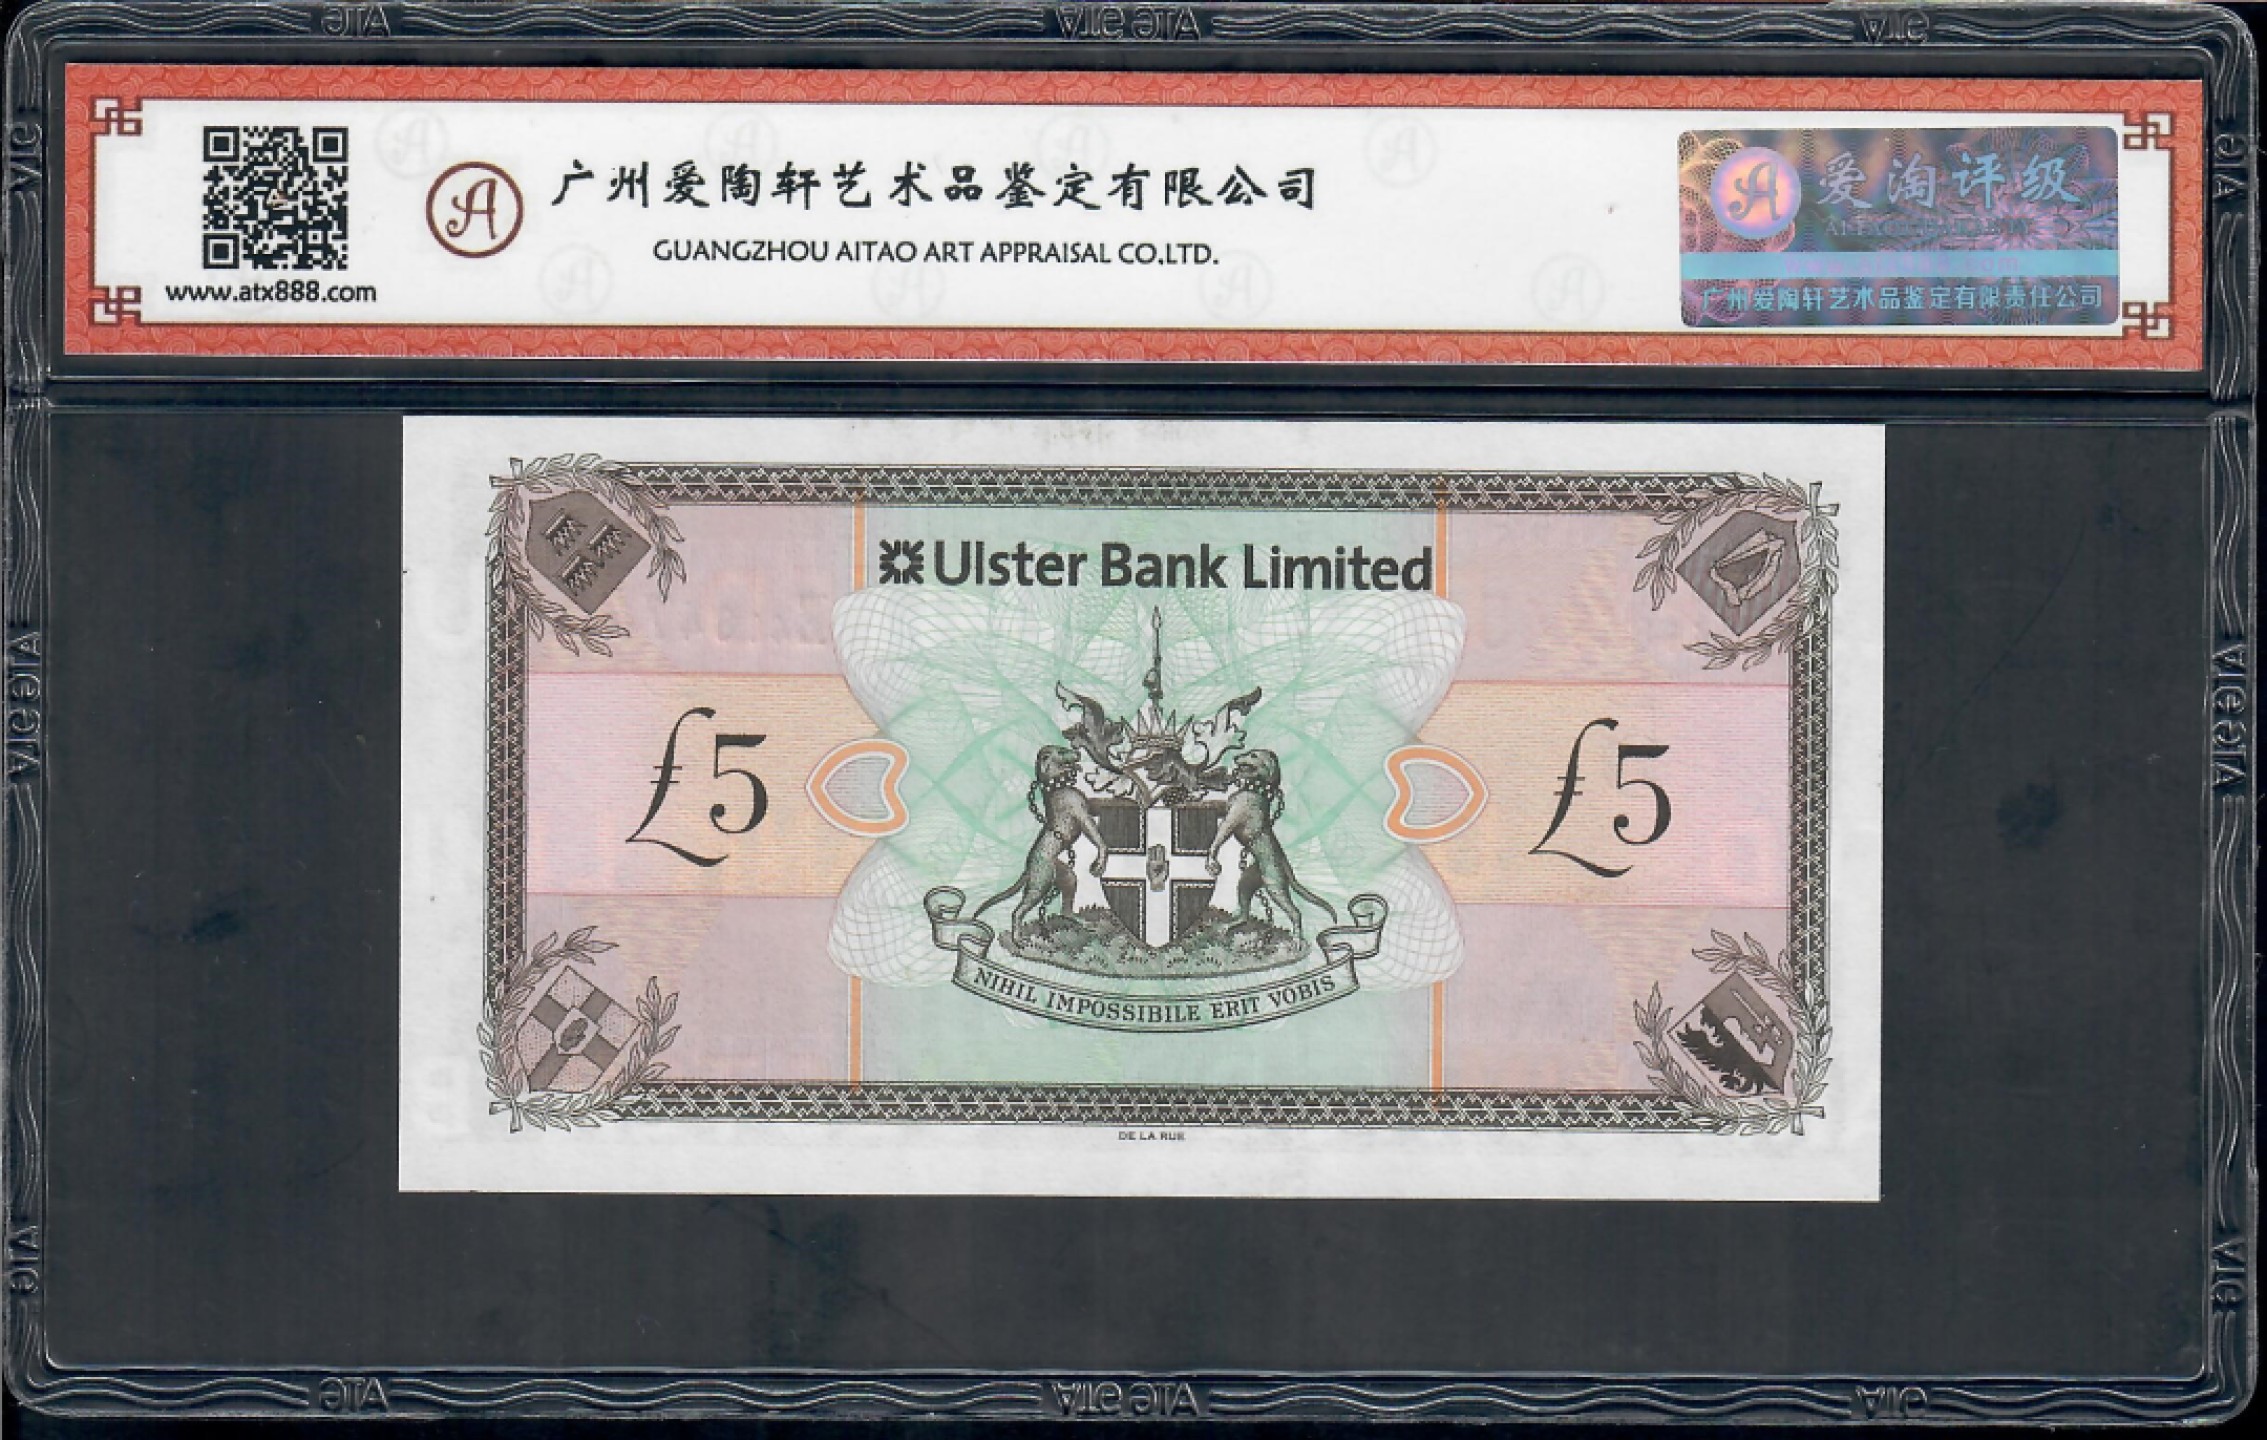 广州爱陶轩艺术品鉴定有限公司
GUANGZHOU AITAO ART APPRAISAL CO.LTD.
www.atx888.com
爱淘评级
广州爱陶轩艺术品鉴定有限责任公司
Ulster Bank Limited
£5
£5
NIHIL IMPOSSIBILE ERIT VOBIS
DE LA RUE